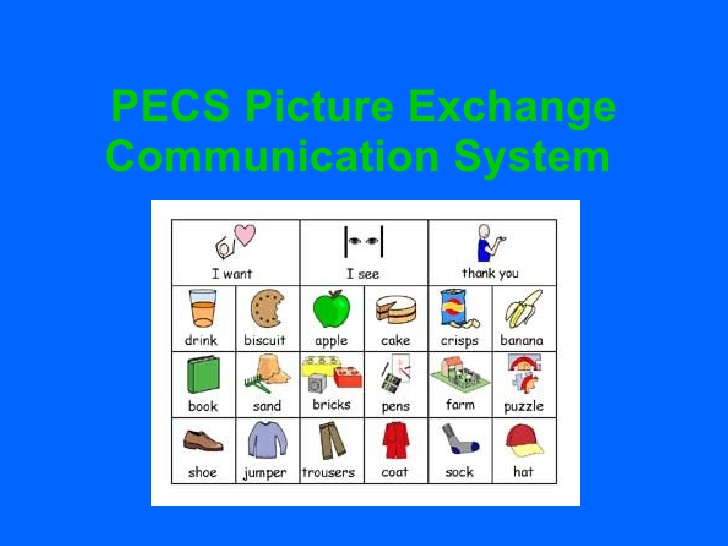 PECS Picture Exchange
Communication System
I want I see thank you
drink biscuit apple cake crisps banana
book sand bricks pens farm puzzle
shoe jumper trousers coat sock hat